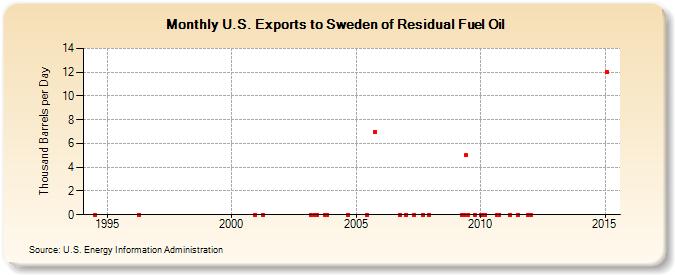 Monthly U.S. Exports to Sweden of Residual Fuel Oil
Thousand Barrels per Day
14
12
10
8
6
4
2
0
1995 2000 2005 2010 2015
Source: U.S. Energy Information Administration